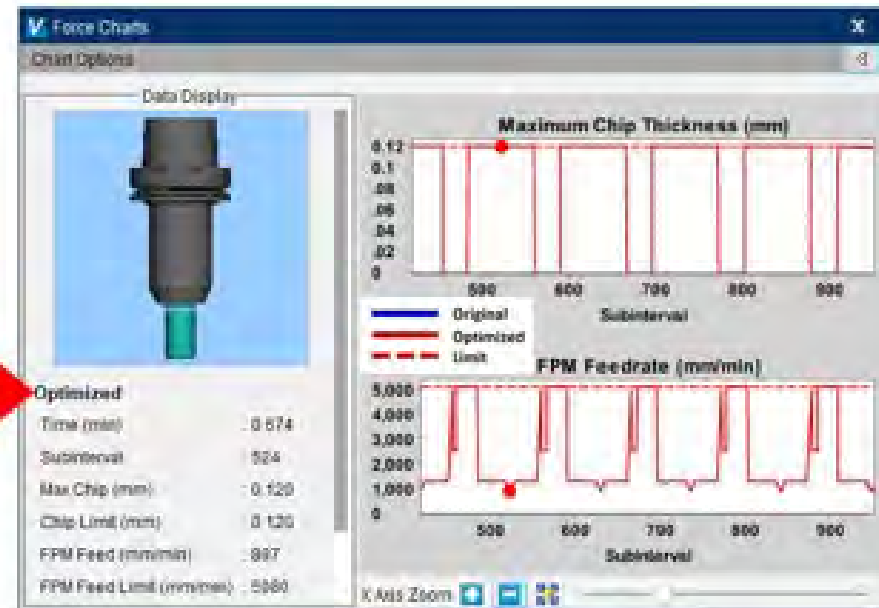 Force Charts
Chart Options
Data Display
Optimized
Time (min) : 0.674
Subinterval : 524
Max Chip (mm) : 0.120
Chip Limit (mm) : 0.120
FPM Feed (mm/min)
FPM Feed Limit (mm/min)
Maximum Chip Thickness (mm)
0.12
0.1
.08
.06
.04
.02
0
500 600 700 800 900
Subinterval
Original
Optimized
Limit
FPM Feedrate (mm/min)
5,000
4,000
3,000
2,000
1,000
0
500 600 700 800 900
Subinterval
X Axis Zoom